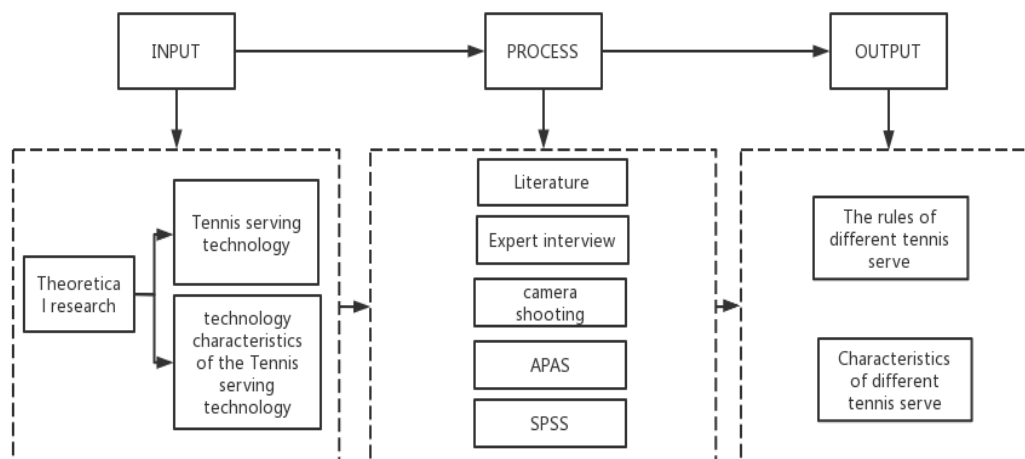 INPUT
PROCESS
OUTPUT
Theoretica
l research
Tennis serving
technology
technology
characteristics
of the Tennis
serving
technology
Literature
Expert interview
camera
shooting
APAS
SPSS
The rules of
different tennis
serve
Characteristics
of different
tennis serve